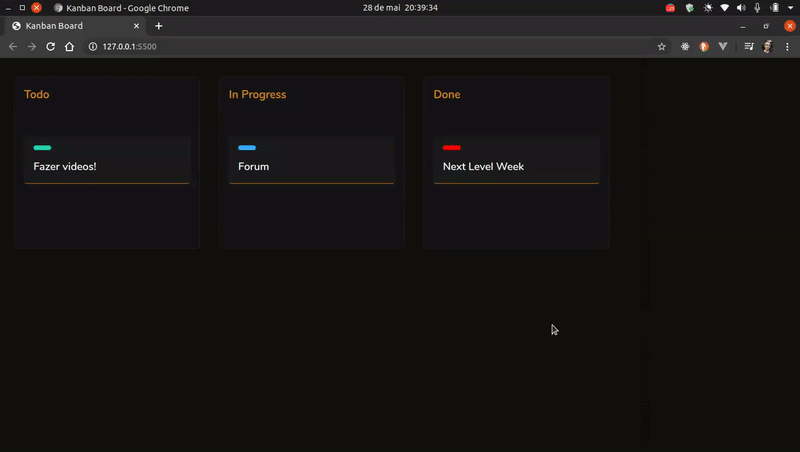 Kanban Board - Google Chrome
28 de mai 20:39:34
Kanban Board
127.0.0.1:5500
Todo
In Progress
Done
Fazer videos!
Forum
Next Level Week